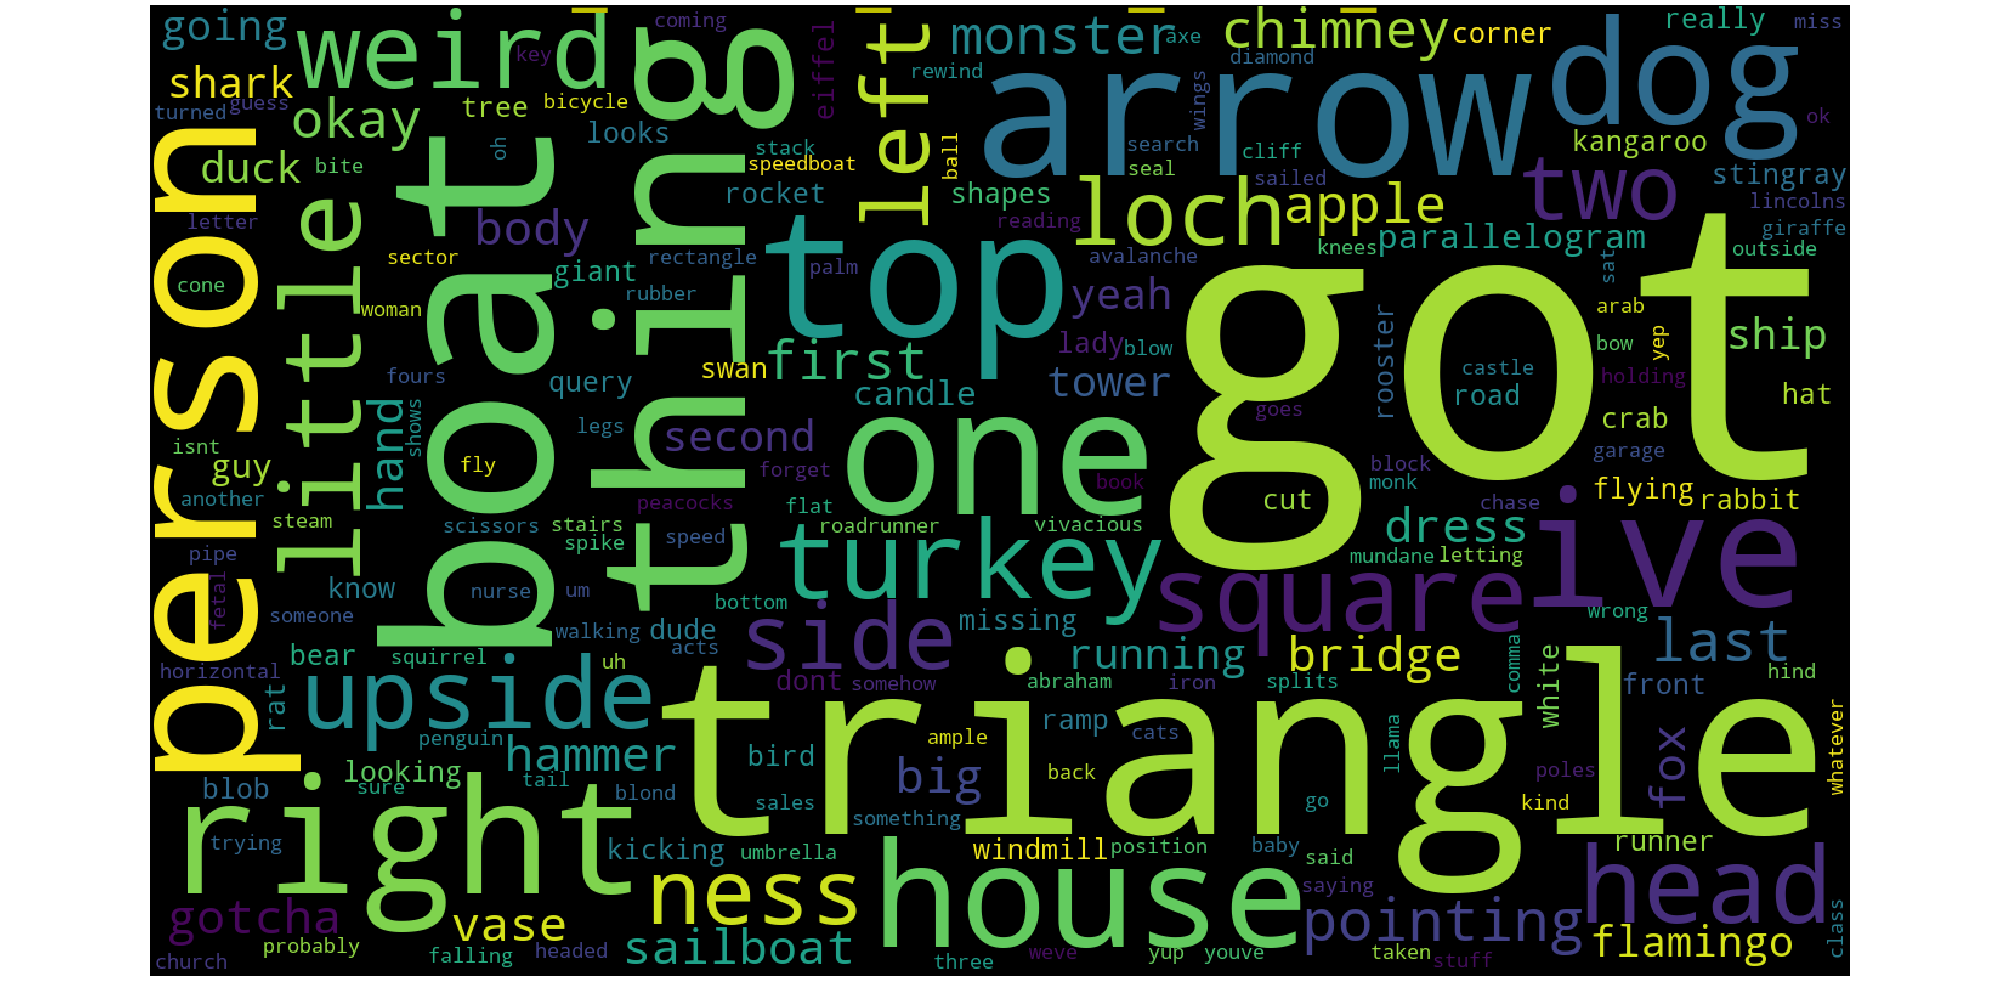 going
weird
thing
coming
key
eiffel
left
monster
axe
rewind
chimney
corner
diamond
wings
dog
really
miss
shark
okay
tree
bicycle
turned
guess
oh
looks
stack
speedboat
ball
arrow
search
seal
cliff
sailed
kangaroo
ok
person
duck
bite
little
boat
letter
body
rocket
shapes
reading
loch
apple
two
stingray
lincolns
giraffe
sector
giant
rectangle
rubber
palm
top
avalanche
knees
parallelogram
sat
outside
cone
woman
yeah
got
arab
ship
fours
query
swan
first
lady
blow
tower
candle
rooster
castle
road
bow
yep
holding
hat
hand
shows
legs
second
one
goes
crab
isnt
guy
fly
forget
block
garage
another
peacocks
flat
book
cut
monk
chase
flying
rabbit
steam
scissors
stairs
spike
speed
roadrunner
vivacious
dress
mundane
letting
ive
pipe
fetal
know
nurse
um
turkey
bottom
square
wrong
someone
walking
dude
acts
side
missing
running
bridge
comma
last
horizontal
bear
squirrel
uh
dont
somehow
abraham
iron
splits
white
front
hind
rat
upside
penguin
triangle
ramp
cats
llama
fox
whatever
hammer
bird
ample
blob
looking
sure
tail
blond
big
back
poles
right
sales
something
go
kind
trying
kicking
umbrella
windmill
position
baby
said
runner
ness
house
saying
head
gotcha
vase
pointing
probably
falling
headed
sailboat
flamingo
class
church
three
weve
yup
youve
taken
stuff